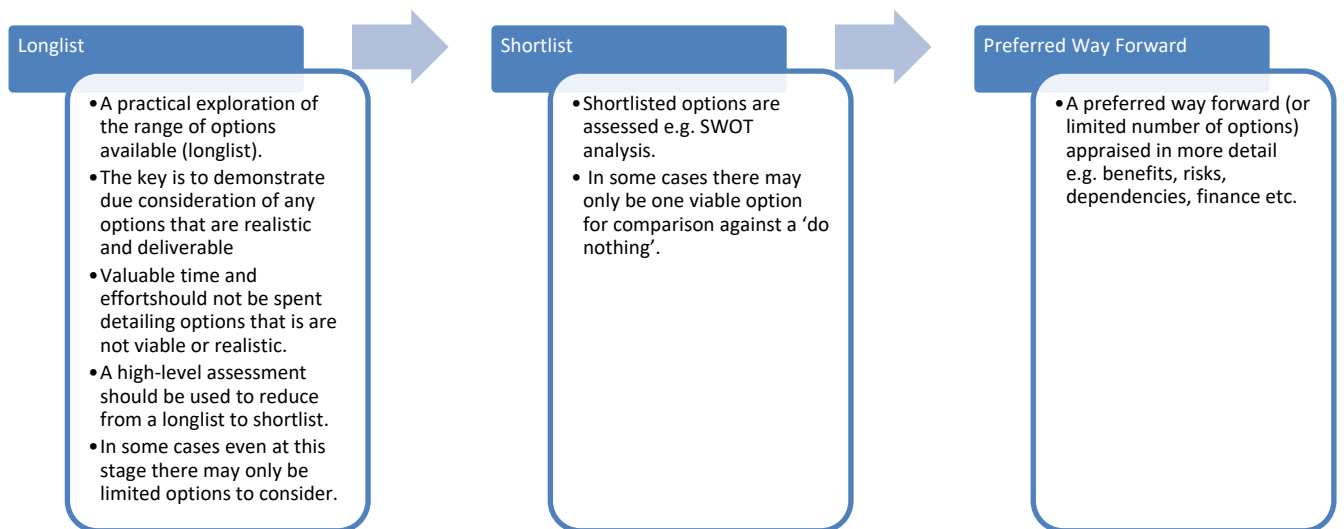 Longlist
•A practical exploration of
the range of options
available (longlist).
•The key is to demonstrate
due consideration of any
options that are realistic
and deliverable
•Valuable time and
effortshould not be spent
detailing options that is are
not viable or realistic.
•A high-level assessment
should be used to reduce
from a longlist to shortlist.
•In some cases even at this
stage there may only be
limited options to consider.
Shortlist
•Shortlisted options are
assessed e.g. SWOT
analysis.
• In some cases there may
only be one viable option
for comparison against a ‘do
nothing’.
Preferred Way Forward
•A preferred way forward (or
limited number of options)
appraised in more detail
e.g. benefits, risks,
dependencies, finance etc.